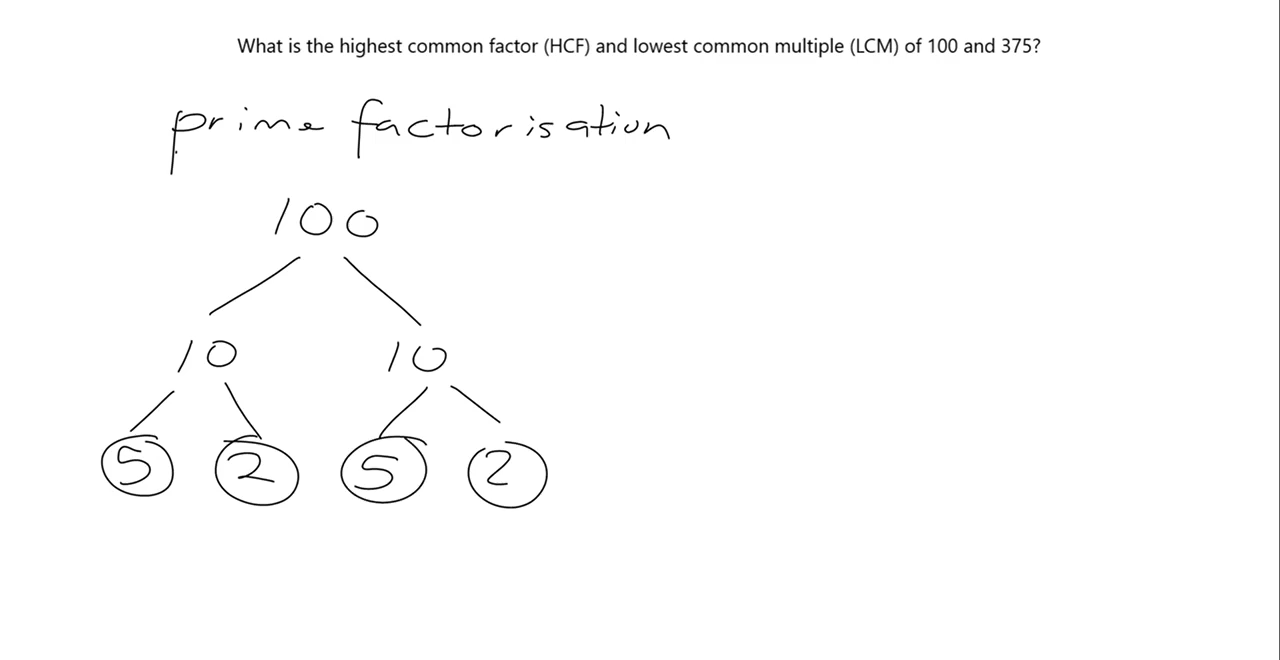 What is the highest common factor (HCF) and lowest common multiple (LCM) of 100 and 375?
prime factorisation
100
10 10
5 2 5 2